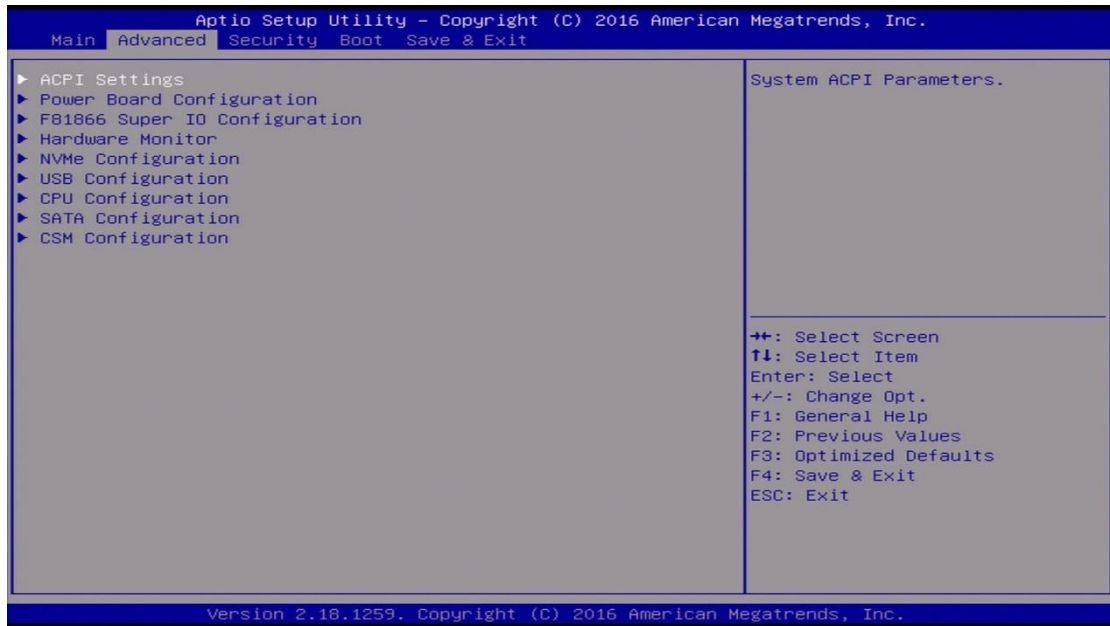 Aptio Setup Utility – Copyright (C) 2016 American Megatrends, Inc.
Main Advanced Security Boot Save & Exit
► ACPI Settings
► Power Board Configuration
► F81866 Super IO Configuration
► Hardware Monitor
► NVMe Configuration
► USB Configuration
► CPU Configuration
► SATA Configuration
► CSM Configuration
System ACPI Parameters.
→←: Select Screen
↑↓: Select Item
Enter: Select
+/-: Change Opt.
F1: General Help
F2: Previous Values
F3: Optimized Defaults
F4: Save & Exit
ESC: Exit
Version 2.18.1259. Copyright (C) 2016 American Megatrends, Inc.